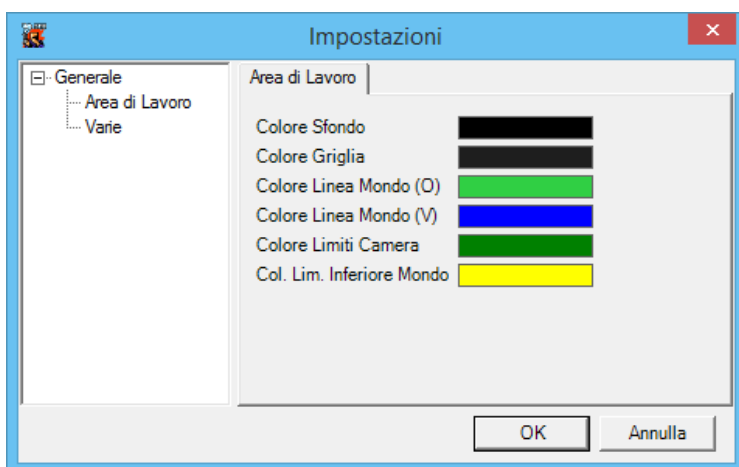 Impostazioni
Generale
Area di Lavoro
Varie
Area di Lavoro
Colore Sfondo
Colore Griglia
Colore Linea Mondo (O)
Colore Linea Mondo (V)
Colore Limiti Camera
Col. Lim. Inferiore Mondo
OK
Annulla